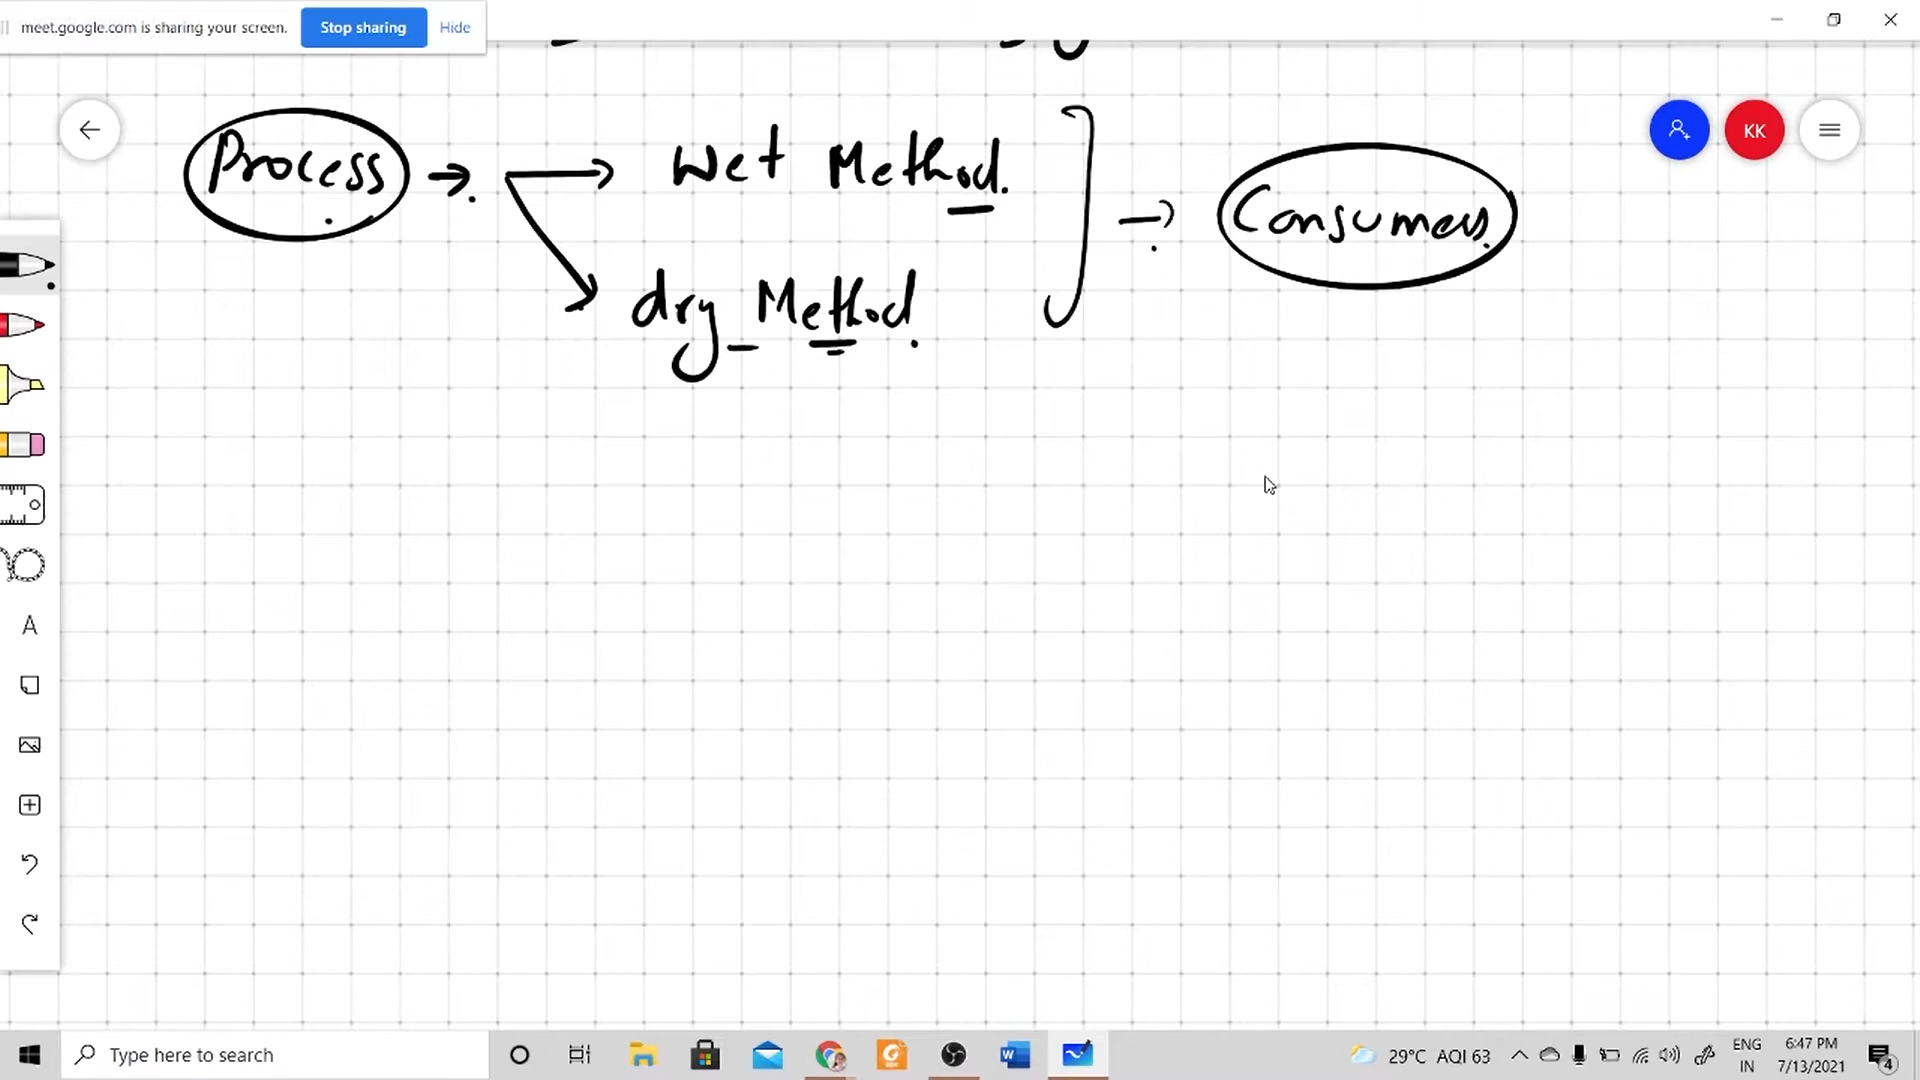 meet.google.com is sharing your screen. Stop sharing Hide
Process → → Wet Method. → Consumers.
dry Method.
KK
A
Type here to search
29°C AQI 63
ENG
IN
6:47 PM
7/13/2021
4